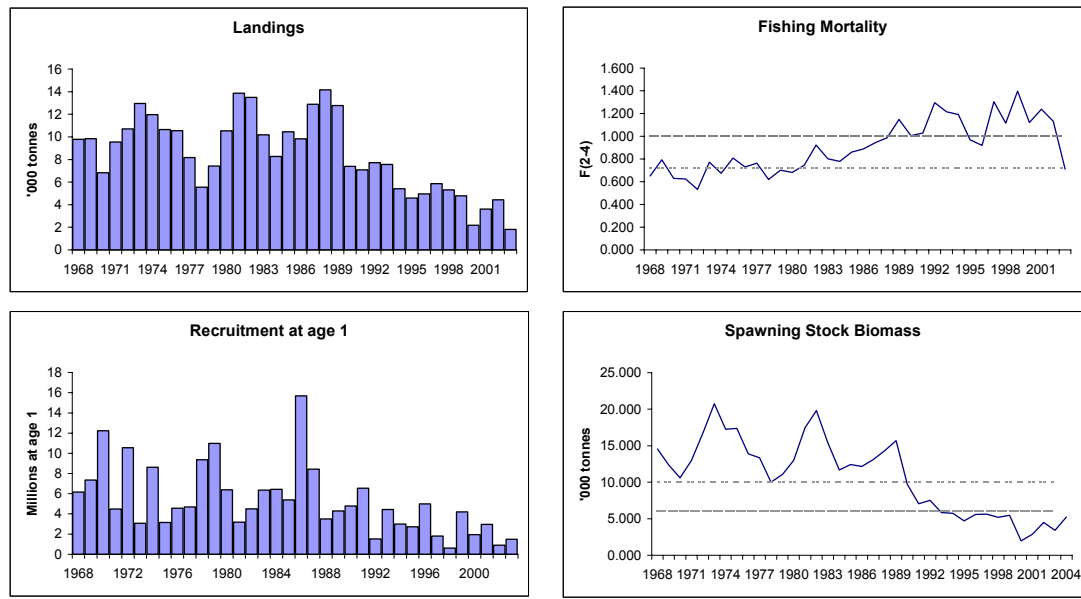 Landings
'000 tonnes
16
14
12
10
8
6
4
2
0
1968 1971 1974 1977 1980 1983 1986 1989 1992 1995 1998 2001
Fishing Mortality
F(2-4)
1.600
1.400
1.200
1.000
0.800
0.600
0.400
0.200
0.000
1968 1971 1974 1977 1980 1983 1986 1989 1992 1995 1998 2001
Recruitment at age 1
Millions at age 1
18
16
14
12
10
8
6
4
2
0
1968 1972 1976 1980 1984 1988 1992 1996 2000
Spawning Stock Biomass
'000 tonnes
25.000
20.000
15.000
10.000
5.000
0.000
1968 1971 1974 1977 1980 1983 1986 1989 1992 1995 1998 2001 2004